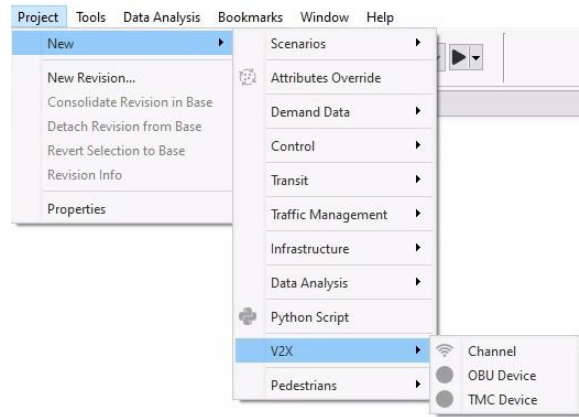 Project Tools Data Analysis Bookmarks Window Help
New
New Revision...
Consolidate Revision in Base
Detach Revision from Base
Revert Selection to Base
Revision Info
Properties
Scenarios
Attributes Override
Demand Data
Control
Transit
Traffic Management
Infrastructure
Data Analysis
Python Script
V2X
Pedestrians
Channel
OBU Device
TMC Device